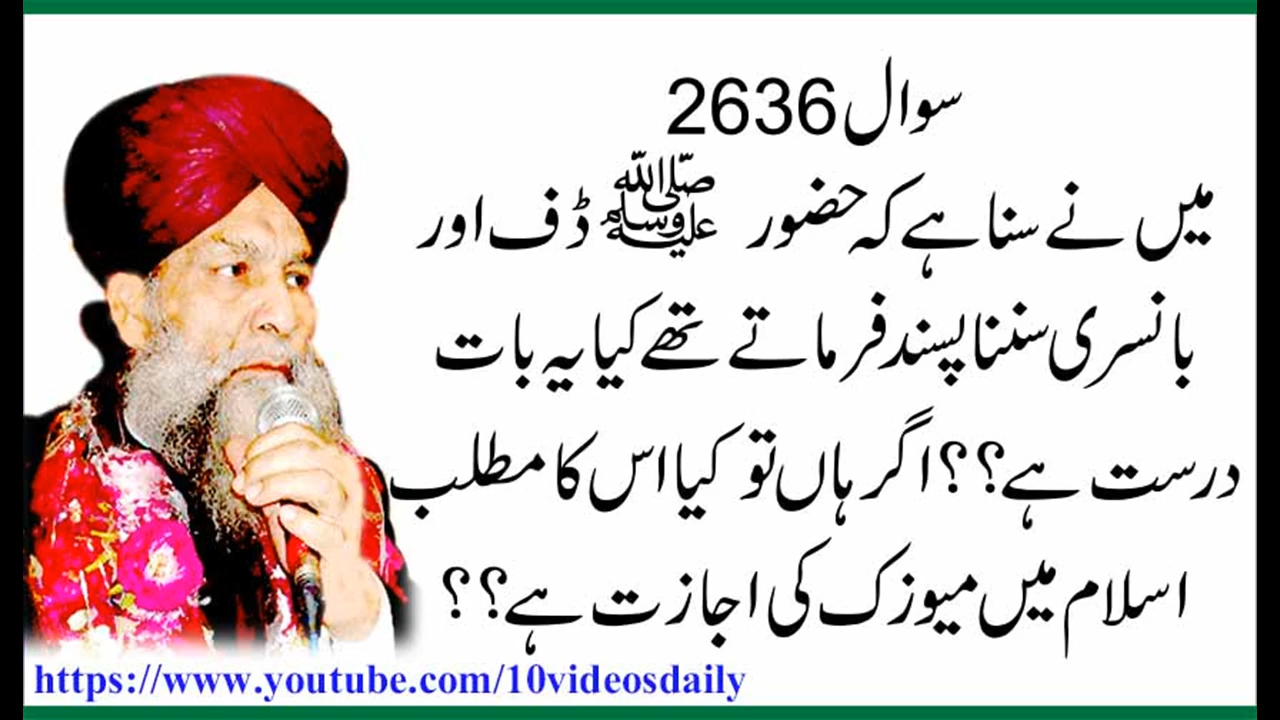 سوال 2636
میں نے سنا ہے کہ حضور ﷺ ڈف اور
بانسری سننا پسند فرماتے تھے کیا یہ بات
درست ہے؟؟ اگر ہاں تو کیا اس کا مطلب
اسلام میں میوزک کی اجازت ہے؟؟
https://www.youtube.com/10videosdaily